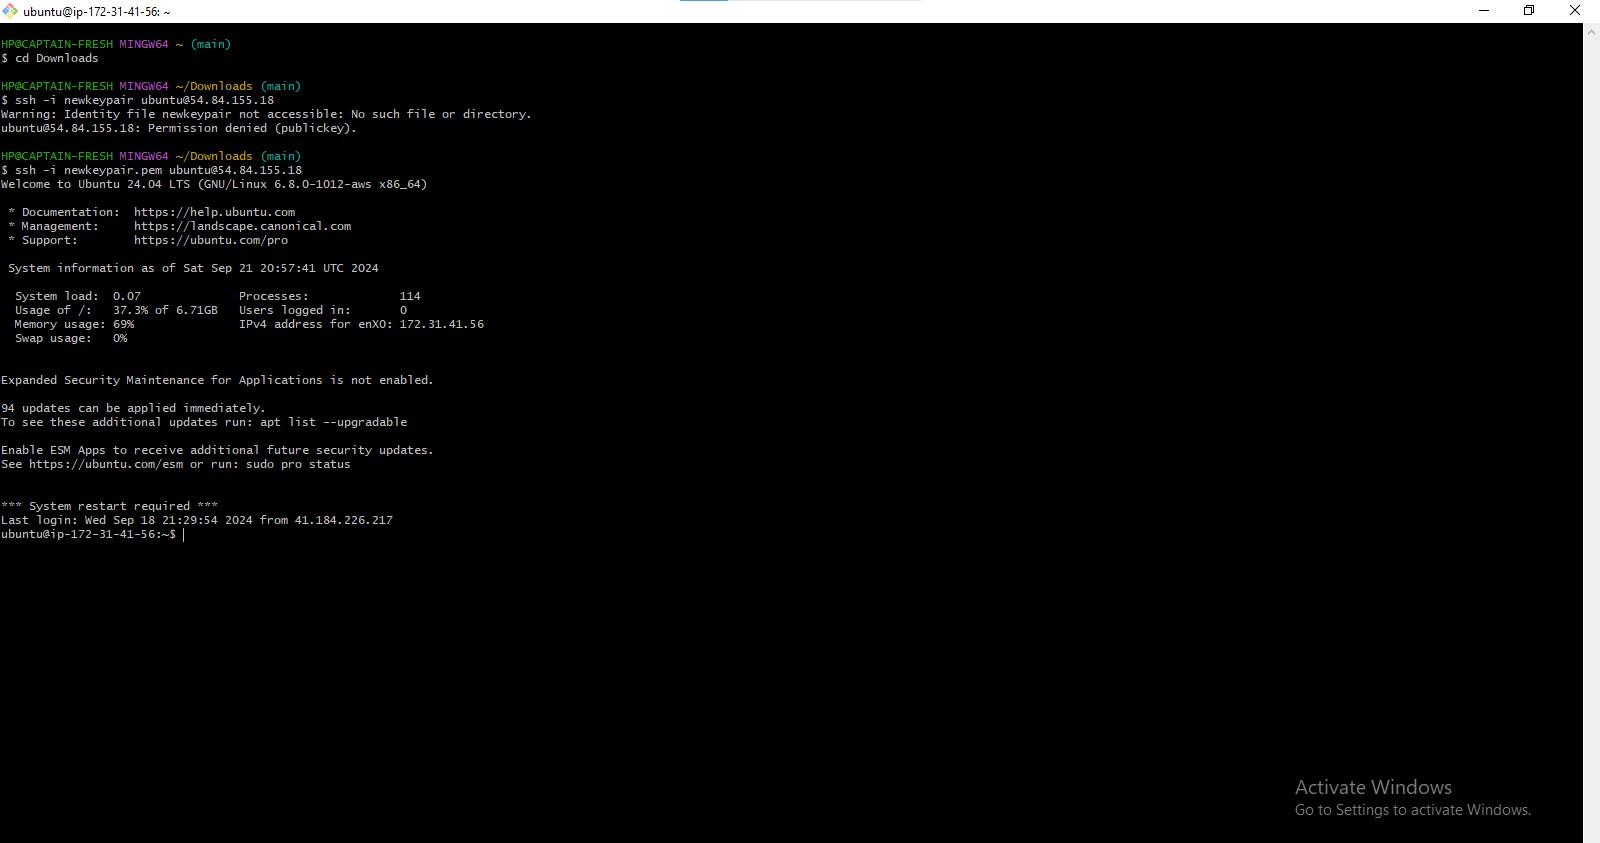 ubuntu@ip-172-31-41-56: ~
HP@CAPTAIN-FRESH MINGW64 ~ (main)
$ cd Downloads
HP@CAPTAIN-FRESH MINGW64 ~/Downloads (main)
$ ssh -i newkeypair ubuntu@54.84.155.18
Warning: Identity file newkeypair not accessible: No such file or directory.
ubuntu@54.84.155.18: Permission denied (publickey).
HP@CAPTAIN-FRESH MINGW64 ~/Downloads (main)
$ ssh -i newkeypair.pem ubuntu@54.84.155.18
Welcome to Ubuntu 24.04 LTS (GNU/Linux 6.8.0-1012-aws x86_64)
* Documentation:  https://help.ubuntu.com
* Management:     https://landscape.canonical.com
* Support:        https://ubuntu.com/pro
System information as of Sat Sep 21 20:57:41 UTC 2024
System load:  0.07              Processes:             114
Usage of /:   37.3% of 6.71GB   Users logged in:       0
Memory usage: 69%               IPv4 address for enX0: 172.31.41.56
Swap usage:   0%
Expanded Security Maintenance for Applications is not enabled.
94 updates can be applied immediately.
To see these additional updates run: apt list --upgradable
Enable ESM Apps to receive additional future security updates.
See https://ubuntu.com/esm or run: sudo pro status
*** System restart required ***
Last login: Wed Sep 18 21:29:54 2024 from 41.184.226.217
ubuntu@ip-172-31-41-56:~$
Activate Windows
Go to Settings to activate Windows.